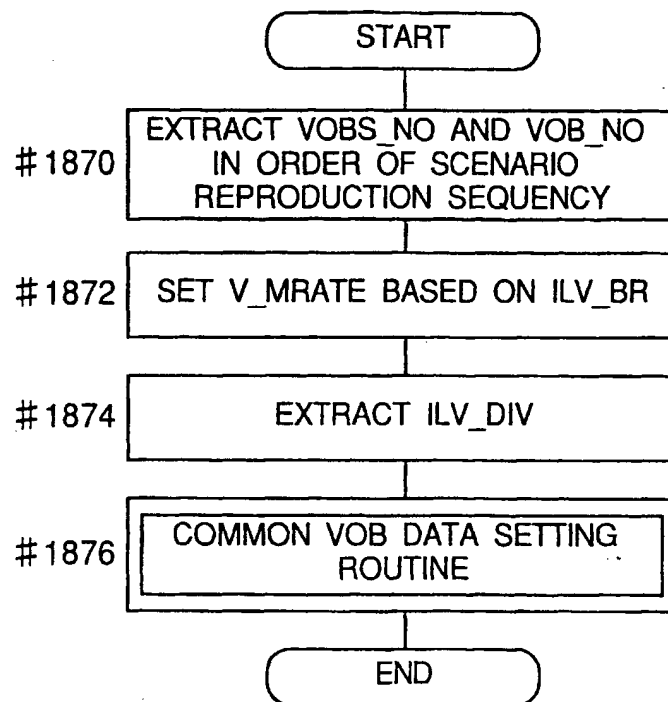 START
EXTRACT VOBS_NO AND VOB_NO
IN ORDER OF SCENARIO
REPRODUCTION SEQUENCY
#1870
SET V_MRATE BASED ON ILV_BR
#1872
EXTRACT ILV_DIV
#1874
COMMON VOB DATA SETTING
ROUTINE
#1876
END